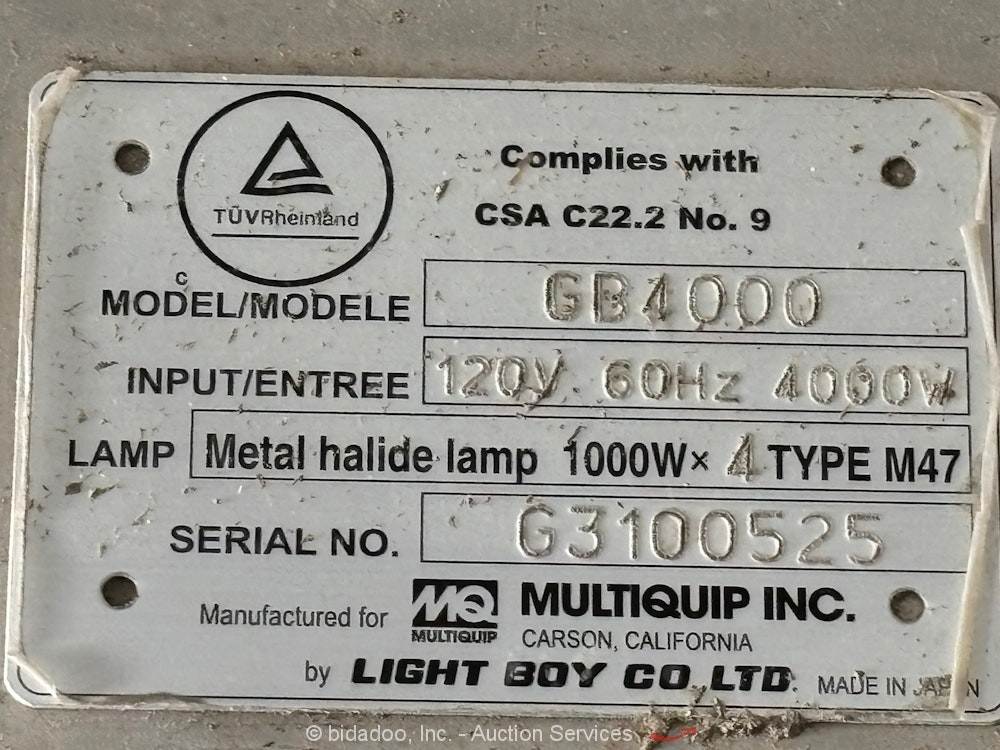 TÜVRheinland
Complies with
CSA C22.2 No. 9
c
MODEL/MODELE GB4000
INPUT/ENTREE 120V 60Hz 4000W
LAMP Metal halide lamp 1000W× 4 TYPE M47
SERIAL NO. G3100525
Manufactured for MQ MULTIQUIP MULTIQUIP INC.
CARSON, CALIFORNIA
by LIGHT BOY CO.,LTD. MADE IN JAPAN
© bidadoo, Inc. - Auction Services